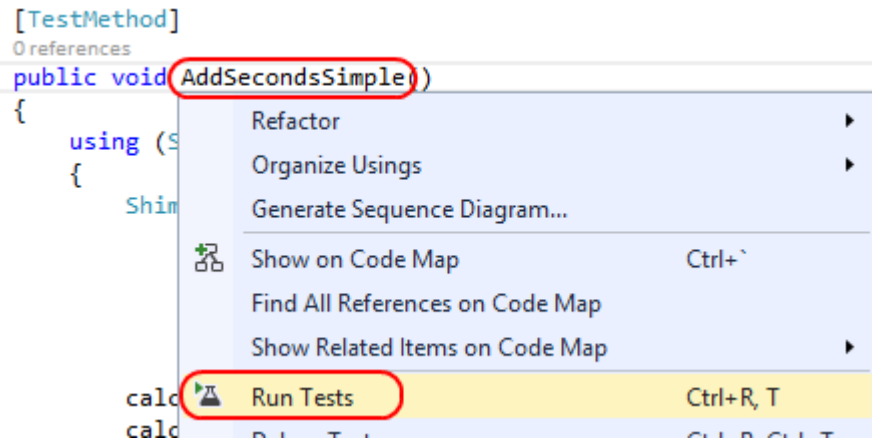 [TestMethod]
0 references
public void AddSecondsSimple()
{
using (S
{
Shim
calc
calc
Refactor
Organize Usings
Generate Sequence Diagram...
Show on Code Map Ctrl+`
Find All References on Code Map
Show Related Items on Code Map
Run Tests Ctrl+R, T